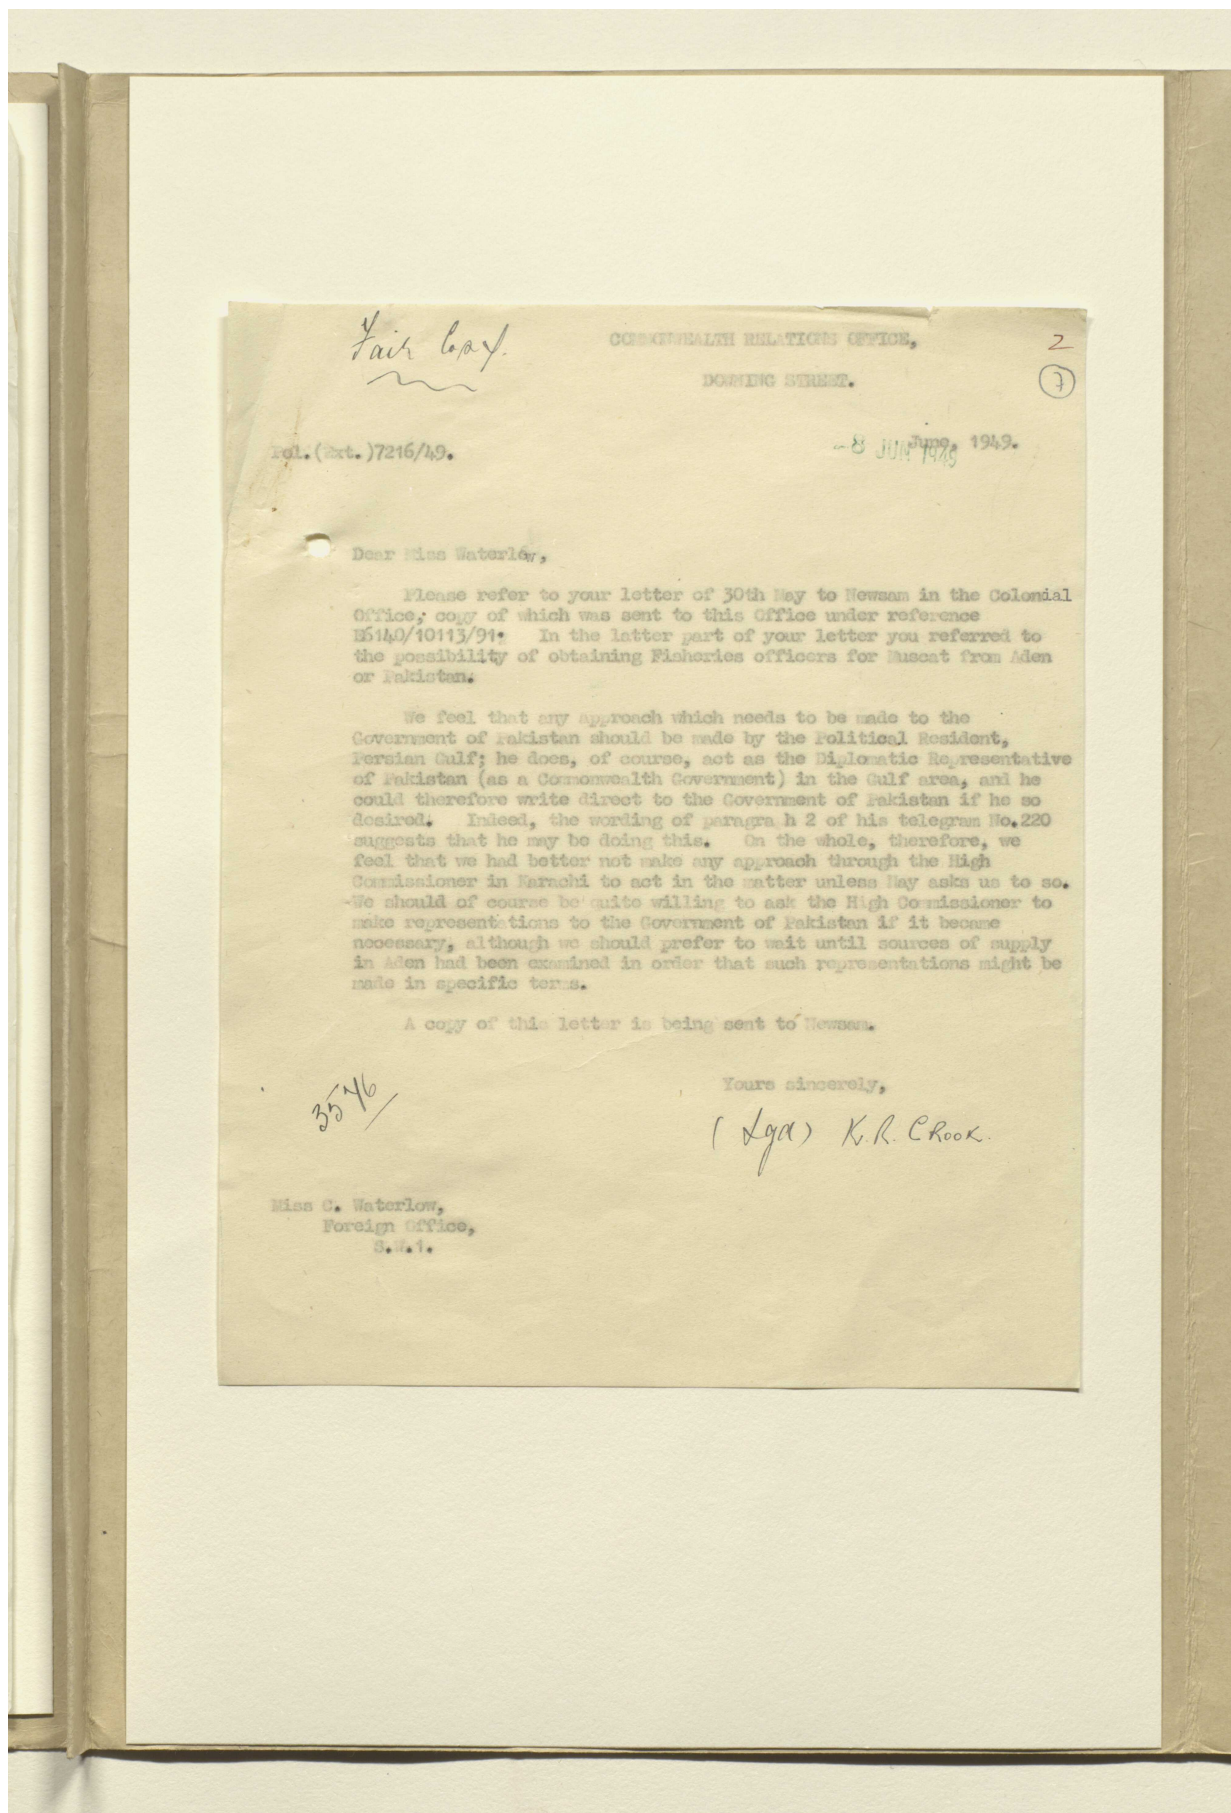 Fair Copy.
COMMONWEALTH RELATIONS OFFICE,
2
DOWNING STREET.
7
Pol.(Ext.)7216/49.
-8 JUN 1949
June, 1949.
Dear Miss Waterlow,
Please refer to your letter of 30th May to Newsam in the Colonial
Office, copy of which was sent to this Office under reference
E6140/10113/91. In the latter part of your letter you referred to
the possibility of obtaining Fisheries officers for Muscat from Aden
or Pakistan.
We feel that any approach which needs to be made to the
Government of Pakistan should be made by the Political Resident,
Persian Gulf; he does, of course, act as the Diplomatic Representative
of Pakistan (as a Commonwealth Government) in the Gulf area, and he
could therefore write direct to the Government of Pakistan if he so
desired. Indeed, the wording of paragra h 2 of his telegram No.220
suggests that he may be doing this. On the whole, therefore, we
feel that we had better not make any approach through the High
Commissioner in Karachi to act in the matter unless Hay asks us to so.
We should of course be quite willing to ask the High Commissioner to
make representations to the Government of Pakistan if it became
necessary, although we should prefer to wait until sources of supply
in Aden had been examined in order that such representations might be
made in specific terms.
A copy of this letter is being sent to Newsam.
Yours sincerely,
3546
(Sgd) K.R. CROOK.
Miss C. Waterlow,
Foreign Office,
S.W.1.